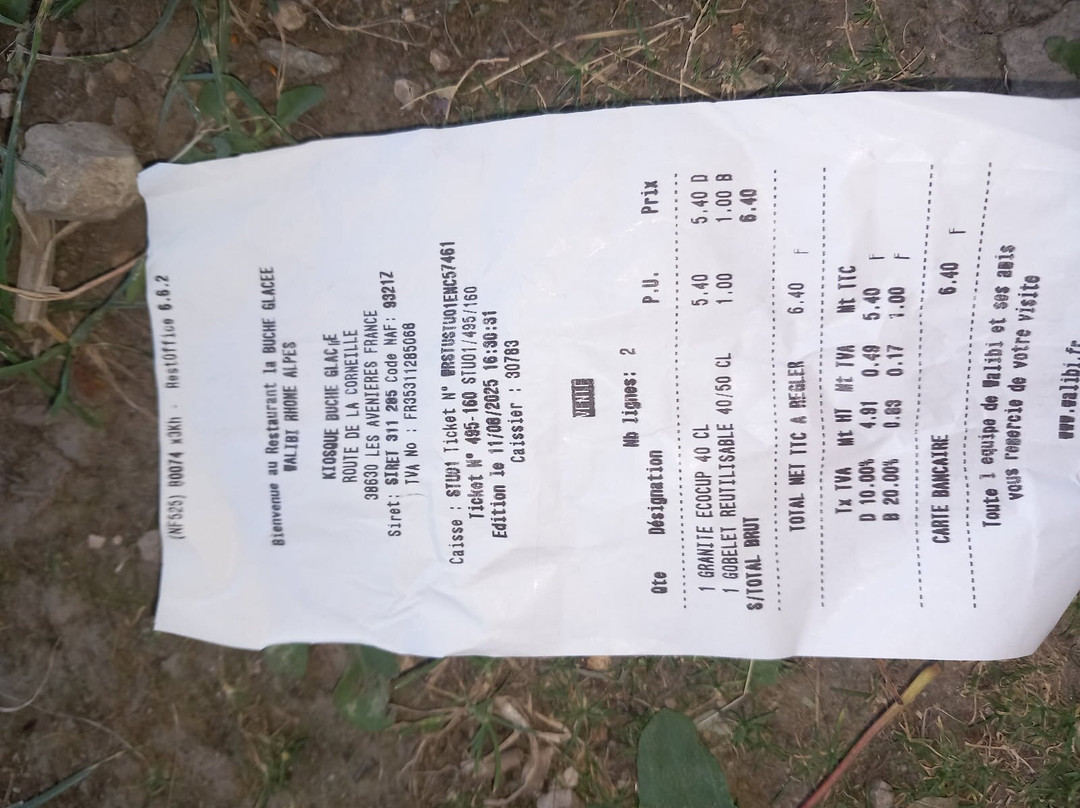 (NF525) B0074 x3Kh - RestOffice 6.6.2
Bienvenue au Restaurant la BUCHE GLACEE
WALIBI RHONE ALPES
KIOSQUE BUCHE GLACEE
ROUTE DE LA CORNEILLE
38630 LES AVENIERES FRANCE
Siret: SIRET 311 285 Code NAF: 9321Z
TVA No : FR35311285068
Caisse : STU01 Ticket N° 
Ticket N° 495-160 STU01/495/160
Edition le 11/08/2025 16:30:31
Caissier : 30783
VENTE
Nb lignes: 2
Qte Désignation P.U. Prix
1 GRANITE ECOCUP 40 CL 5.40 5.40 D
1 GOBELET REUTILISABLE 40/50 CL 1.00 1.00 B
S/TOTAL BRUT 6.40
TOTAL NET TTC A REGLER 6.40 F
Tx TVA Mt HT Mt TVA Mt TTC
D 10.00% 4.91 0.49 5.40 F
B 20.00% 0.83 0.17 1.00 F
CARTE BANCAIRE 6.40 F
Toute l equipe de Walibi et ses amis
vous remercie de votre visite
www.walibi.fr